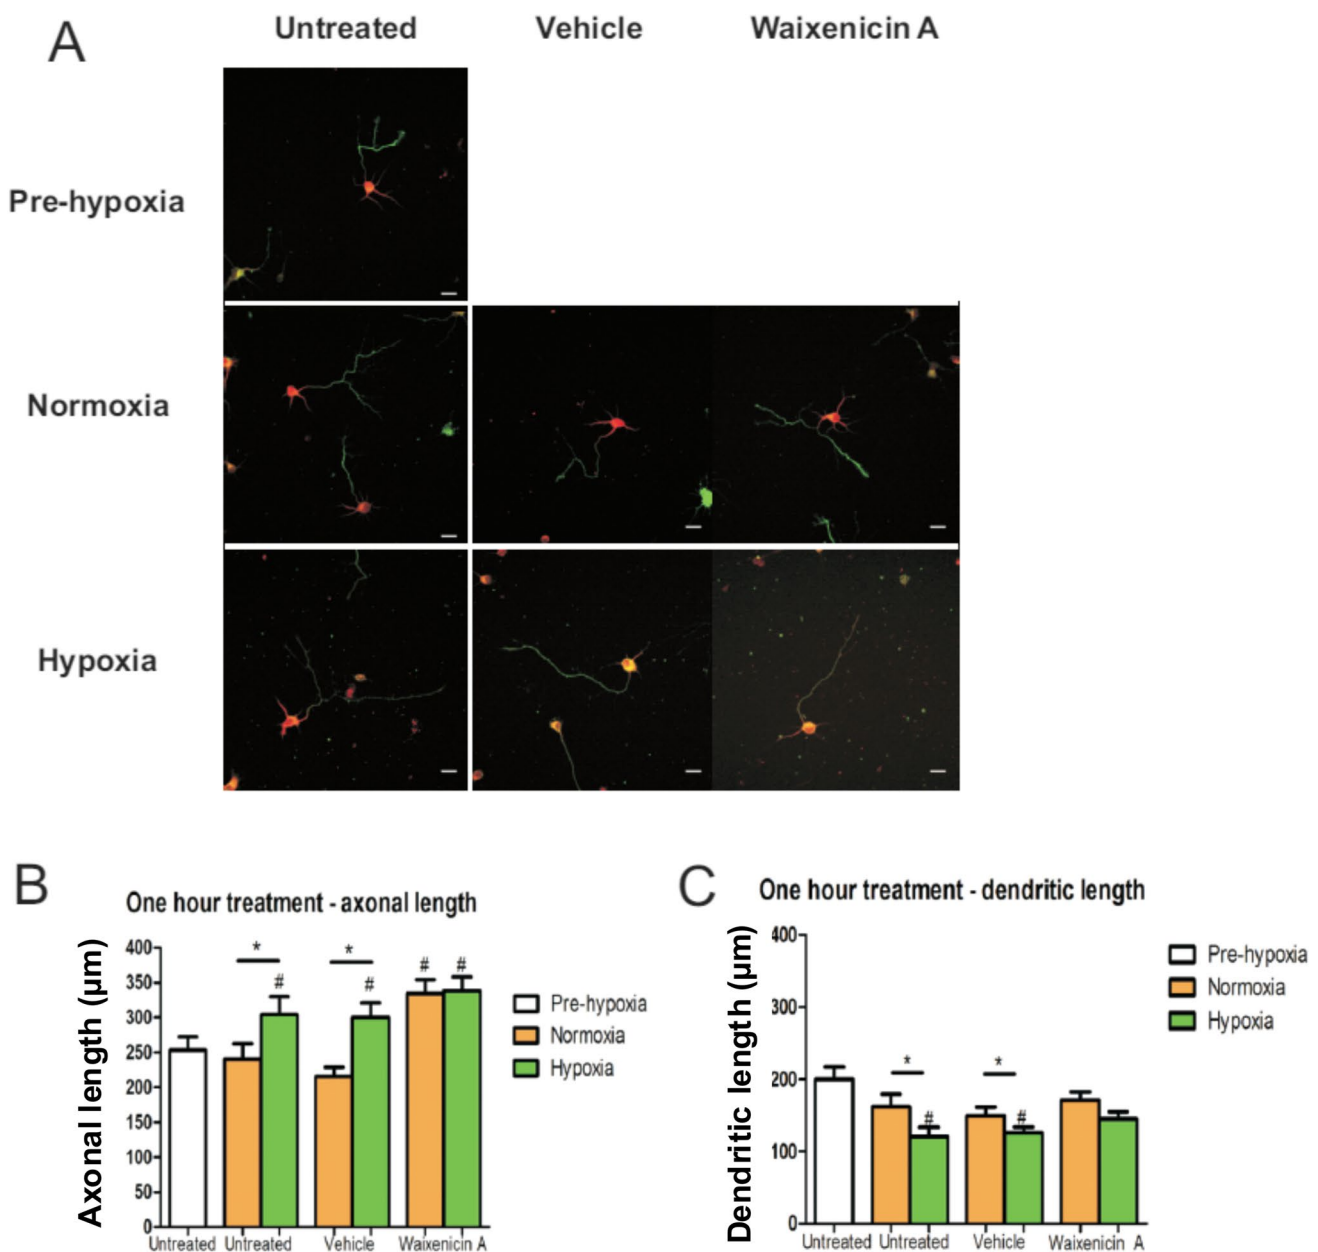 A
Untreated Vehicle Waixenicin A
Pre-hypoxia
Normoxia
Hypoxia
B
One hour treatment - axonal length
Axonal length (µm)
400
350
300
250
200
150
100
50
0
* *
# # # #
Untreated Untreated Vehicle Waixenicin A
Pre-hypoxia
Normoxia
Hypoxia
C
One hour treatment - dendritic length
Dendritic length (µm)
400
300
200
100
0
* *
# #
Untreated Untreated Vehicle Waixenicin A
Pre-hypoxia
Normoxia
Hypoxia